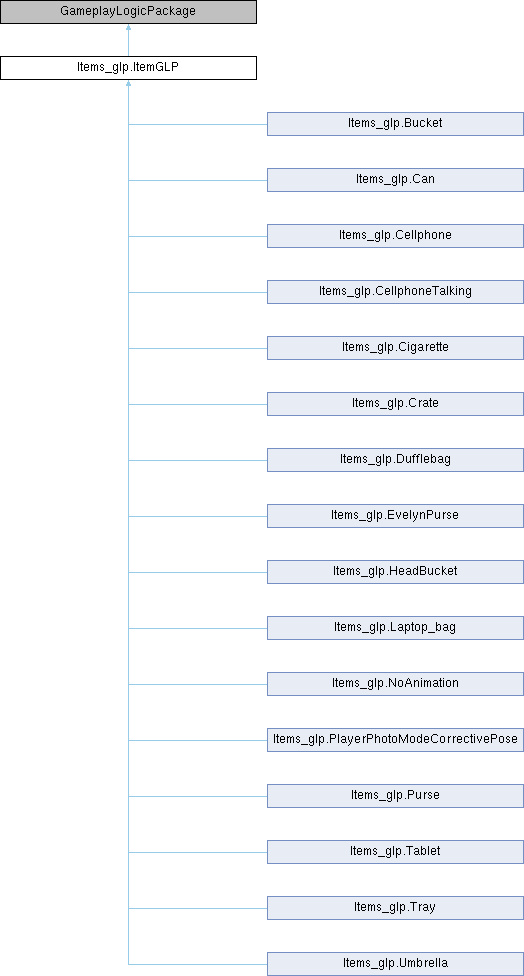 GameplayLogicPackage
Items_glp.ItemGLP
Items_glp.Bucket
Items_glp.Can
Items_glp.Cellphone
Items_glp.CellphoneTalking
Items_glp.Cigarette
Items_glp.Crate
Items_glp.Dufflebag
Items_glp.EvelynPurse
Items_glp.HeadBucket
Items_glp.Laptop_bag
Items_glp.NoAnimation
Items_glp.PlayerPhotoModeCorrectivePose
Items_glp.Purse
Items_glp.Tablet
Items_glp.Tray
Items_glp.Umbrella